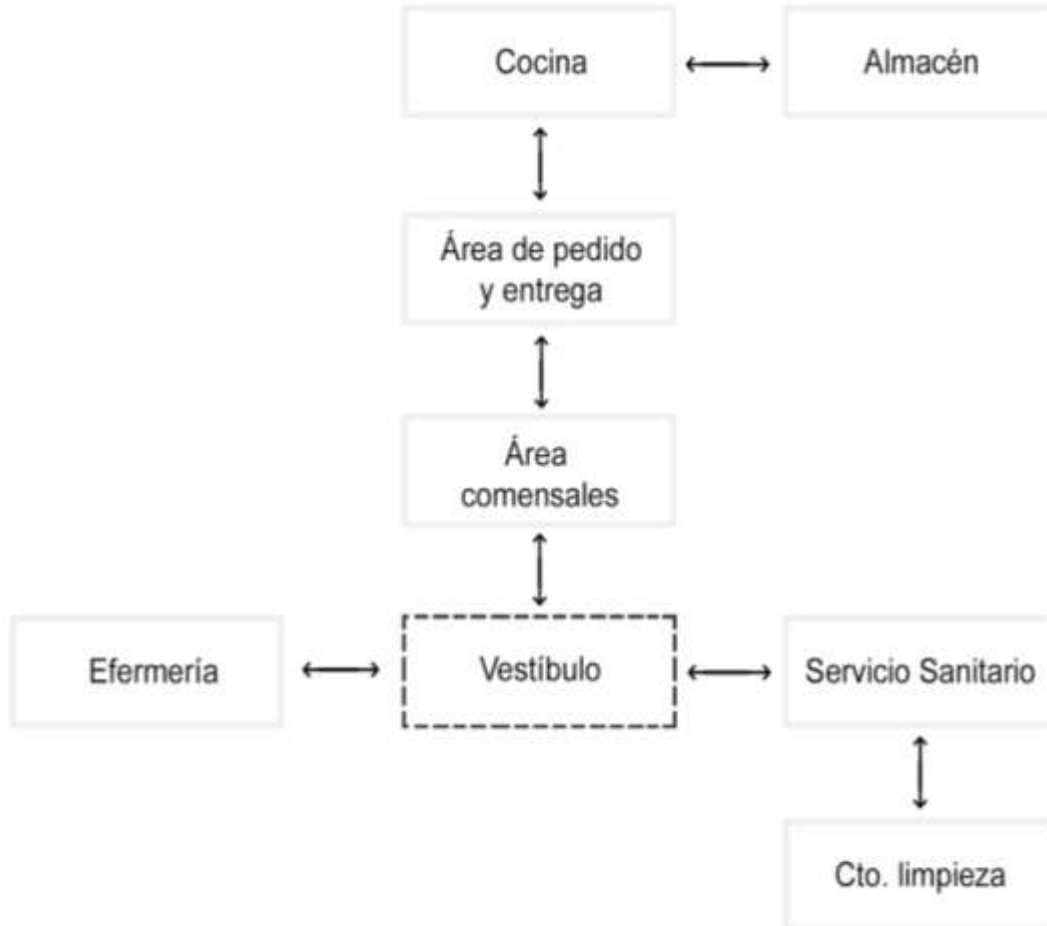 Cocina
Almacén
Área de pedido
y entrega
Área
comensales
Efermería
Vestíbulo
Servicio Sanitario
Cto. limpieza